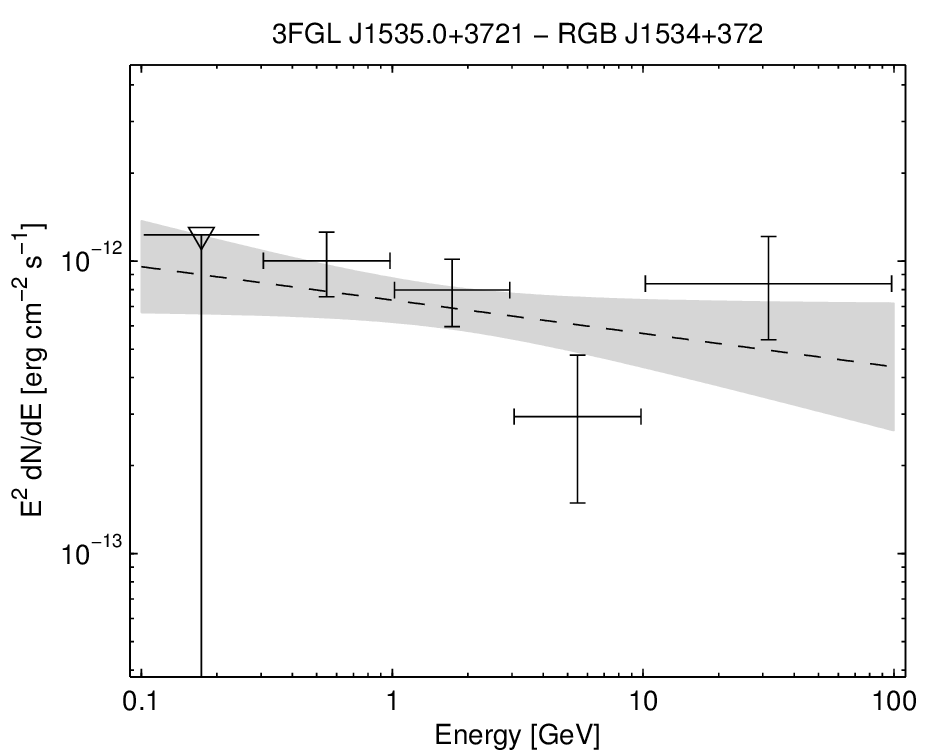 3FGL J1535.0+3721 − RGB J1534+372
E² dN/dE [erg cm⁻² s⁻¹]
10⁻¹²
10⁻¹³
0.1 1 10 100
Energy [GeV]